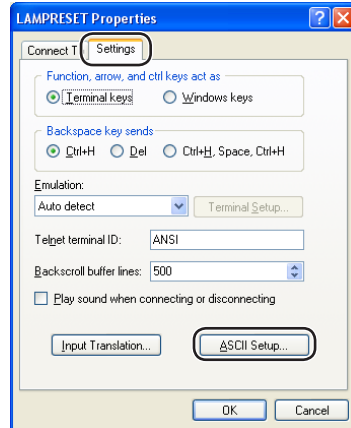 LAMPRESET Properties
Connect T Settings
Function, arrow, and ctrl keys act as
Terminal keys Windows keys
Backspace key sends
Ctrl+H Del Ctrl+H, Space, Ctrl+H
Emulation:
Auto detect Terminal Setup...
Telnet terminal ID: ANSI
Backscroll buffer lines: 500
Play sound when connecting or disconnecting
Input Translation... ASCII Setup...
OK Cancel